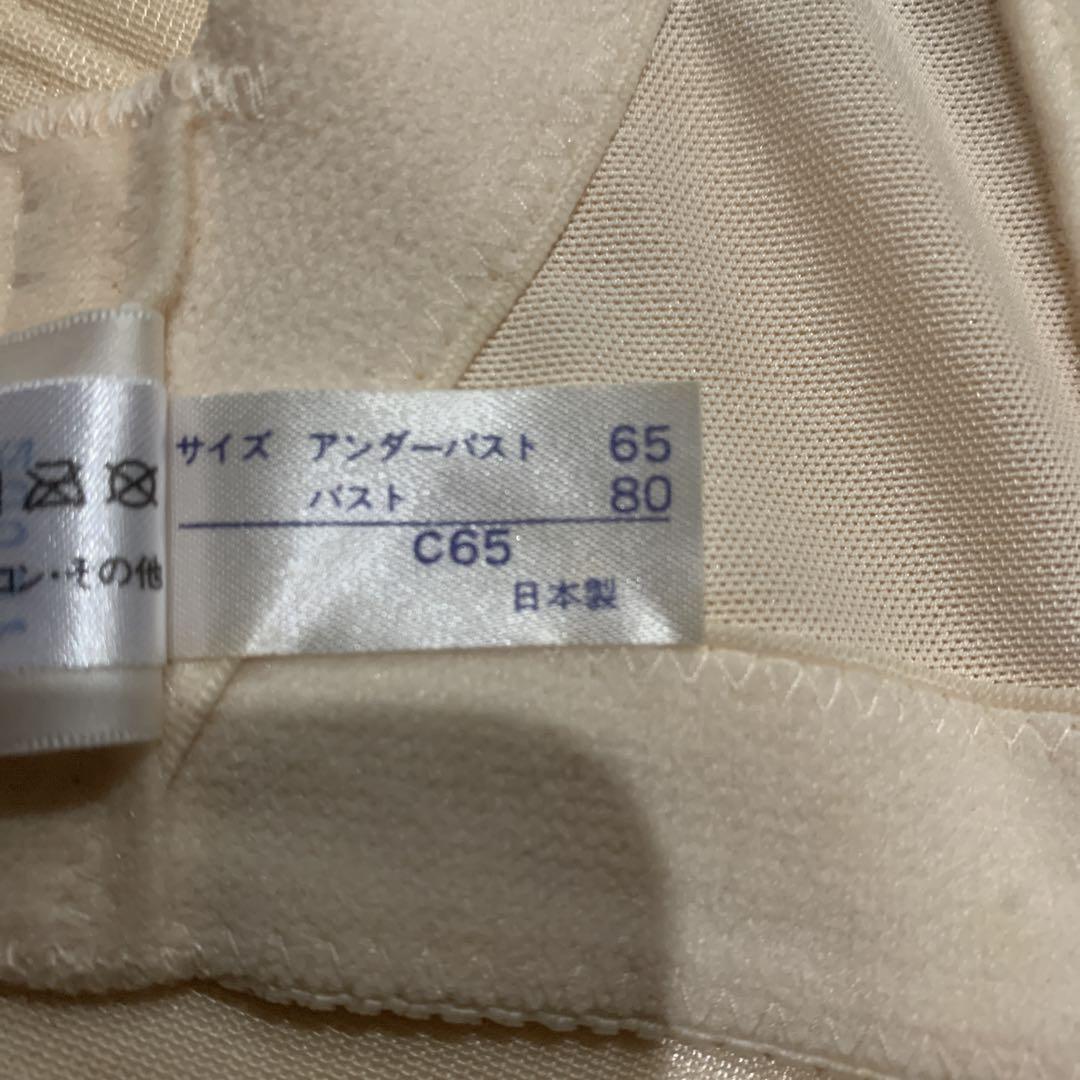 サイズ アンダーバスト 65
バスト 80
C65
日本製
コン・その他